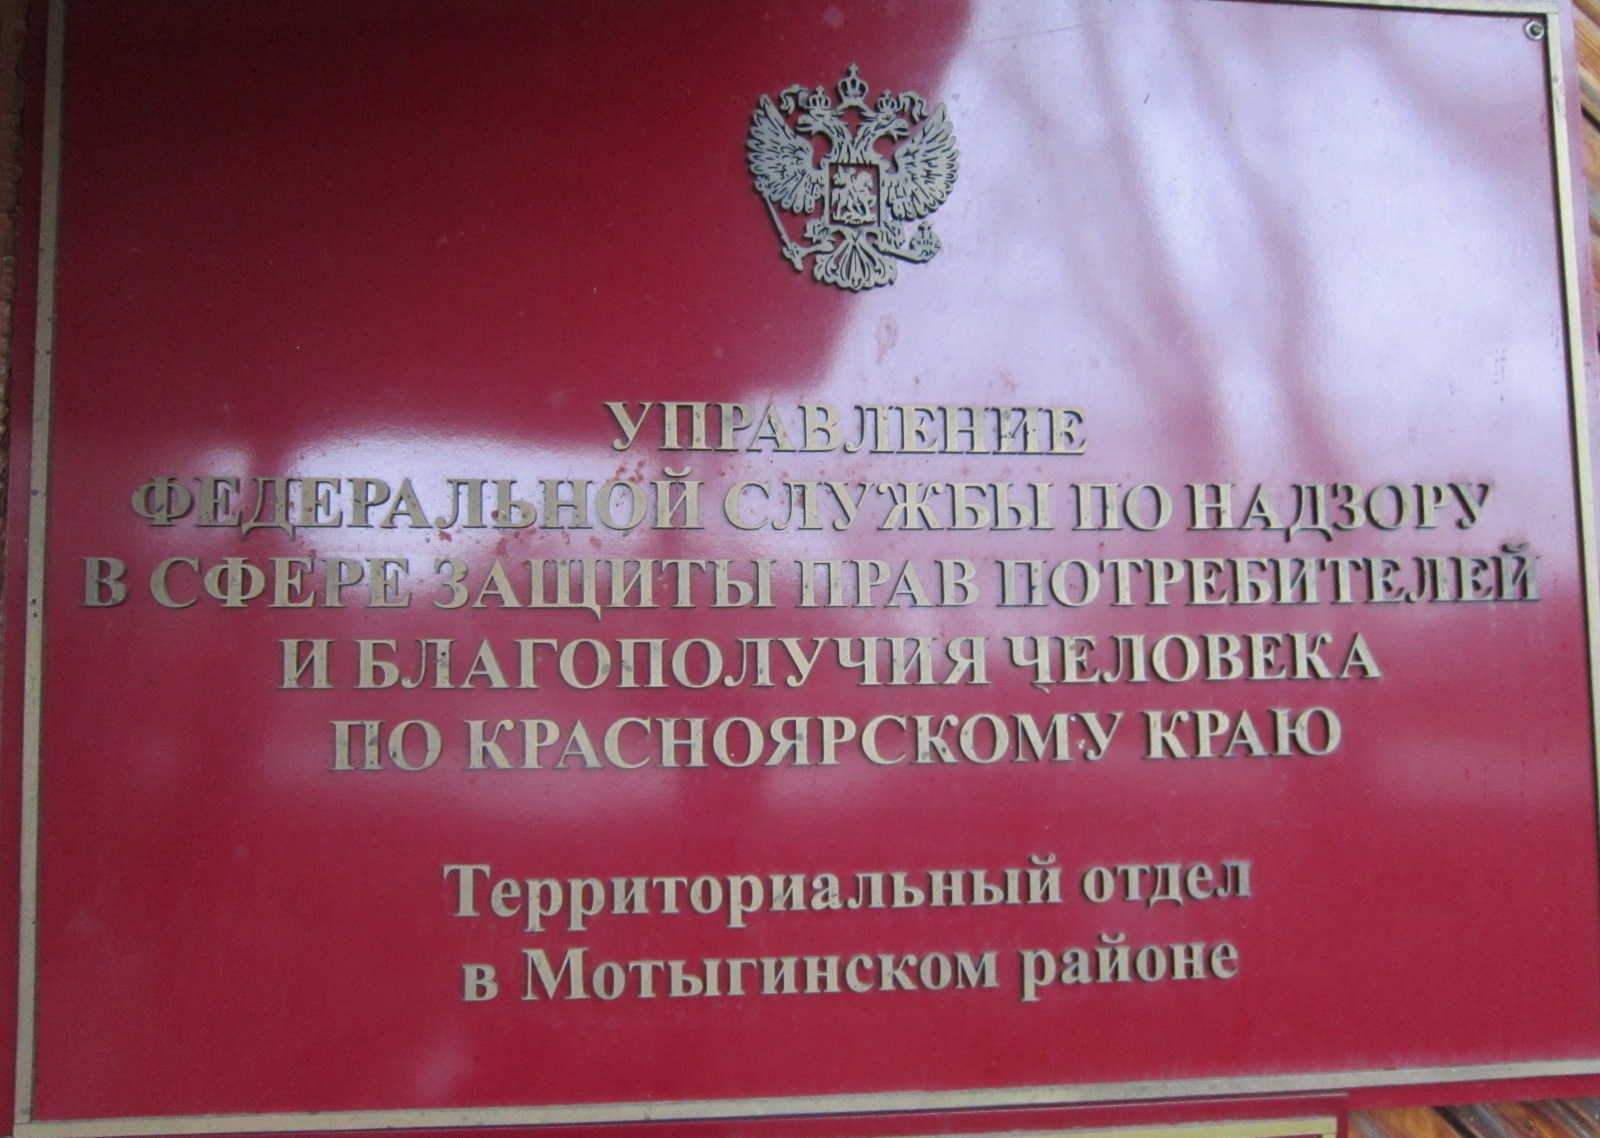 УПРАВЛЕНИЕ
ФЕДЕРАЛЬНОЙ СЛУЖБЫ ПО НАДЗОРУ
В СФЕРЕ ЗАЩИТЫ ПРАВ ПОТРЕБИТЕЛЕЙ
И БЛАГОПОЛУЧИЯ ЧЕЛОВЕКА
ПО КРАСНОЯРСКОМУ КРАЮ
Территориальный отдел
в Мотыгинском районе